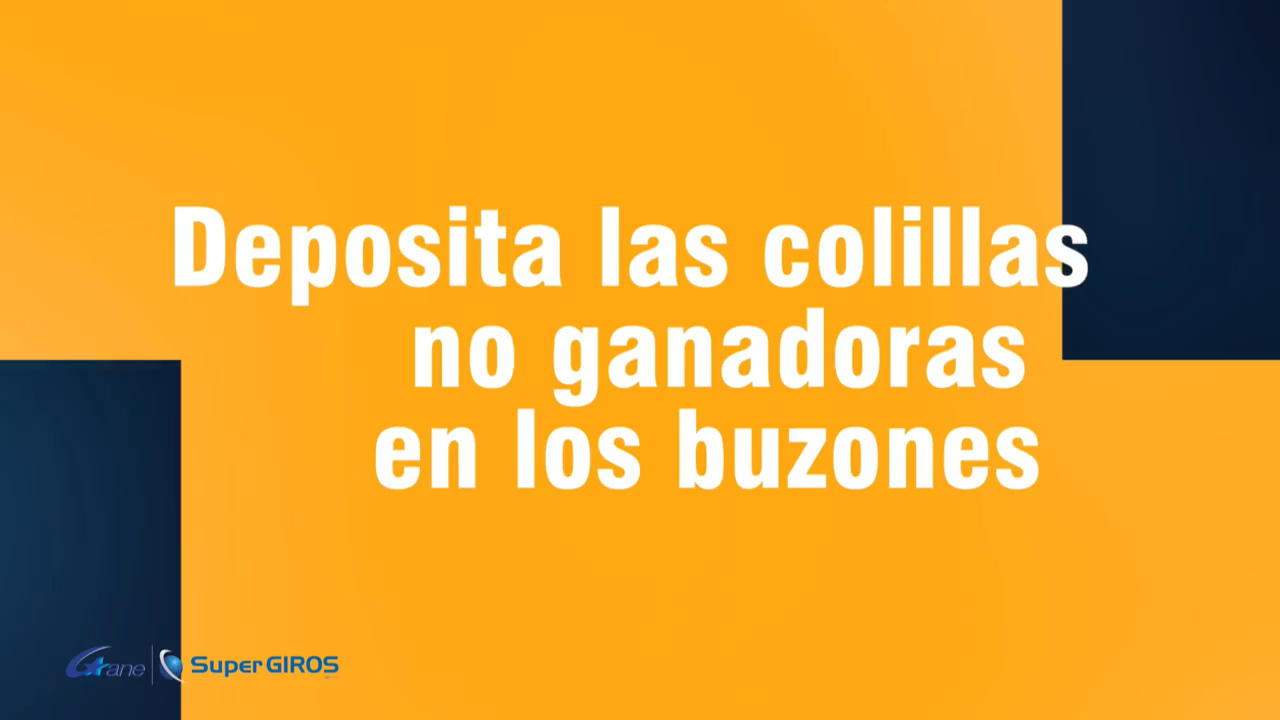 Deposita las colillas
no ganadoras
en los buzones
Grane SuperGIROS